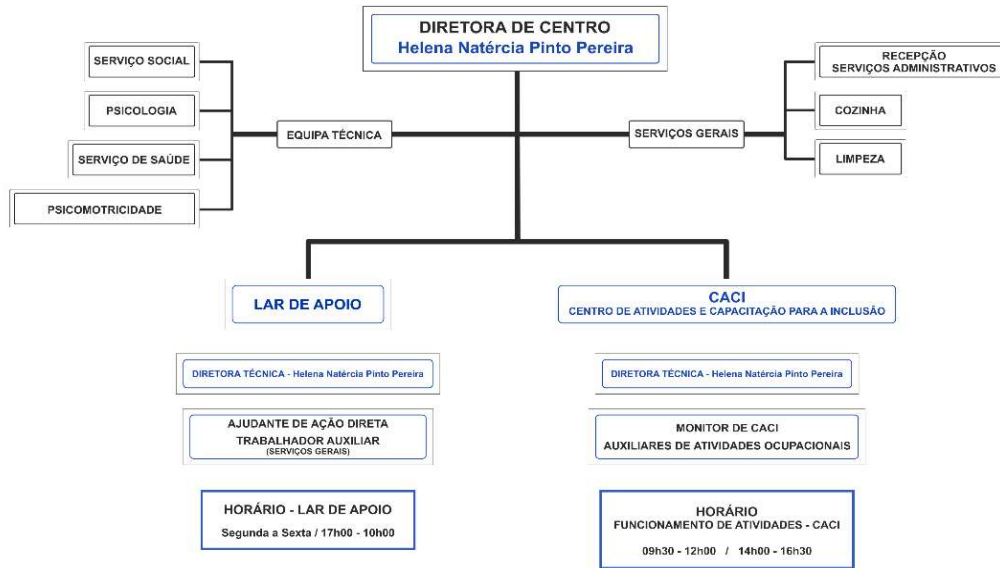 DIRETORA DE CENTRO
Helena Natércia Pinto Pereira
SERVIÇO SOCIAL
PSICOLOGIA
SERVIÇO DE SAÚDE
PSICOMOTRICIDADE
EQUIPA TÉCNICA
SERVIÇOS GERAIS
RECEPÇÃO
SERVIÇOS ADMINISTRATIVOS
COZINHA
LIMPEZA
LAR DE APOIO
DIRETORA TÉCNICA - Helena Natércia Pinto Pereira
AJUDANTE DE AÇÃO DIRETA
TRABALHADOR AUXILIAR
(SERVIÇOS GERAIS)
HORÁRIO - LAR DE APOIO
Segunda a Sexta / 17h00 - 10h00
CACI
CENTRO DE ATIVIDADES E CAPACITAÇÃO PARA A INCLUSÃO
DIRETORA TÉCNICA - Helena Natércia Pinto Pereira
MONITOR DE CACI
AUXILIARES DE ATIVIDADES OCUPACIONAIS
HORÁRIO
FUNCIONAMENTO DE ATIVIDADES - CACI
09h30 - 12h00 / 14h00 - 16h30